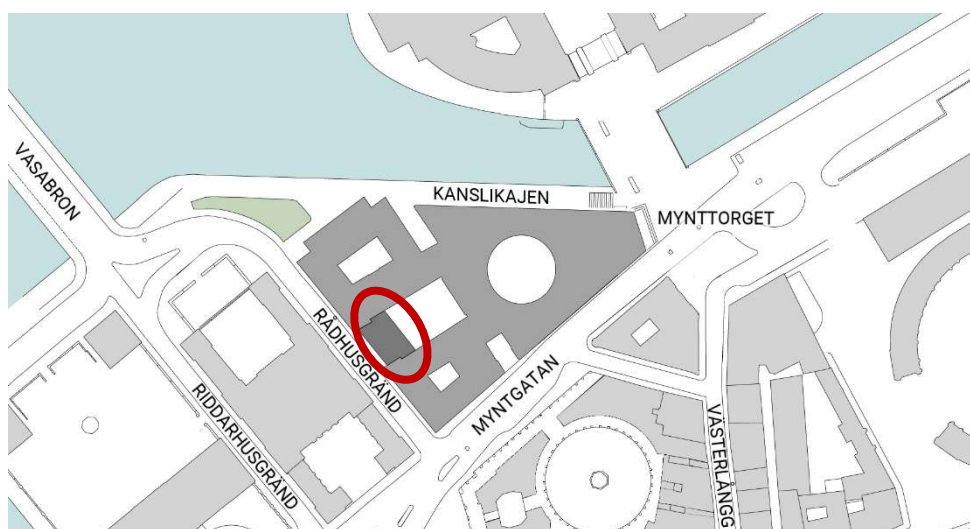 VASABRON
KANSLIKAJEN
MYNTTORGET
RÅDHUSGRÄND
RIDDARHUSGRÄND
MYNTGATAN
VÄSTERLÅNGG